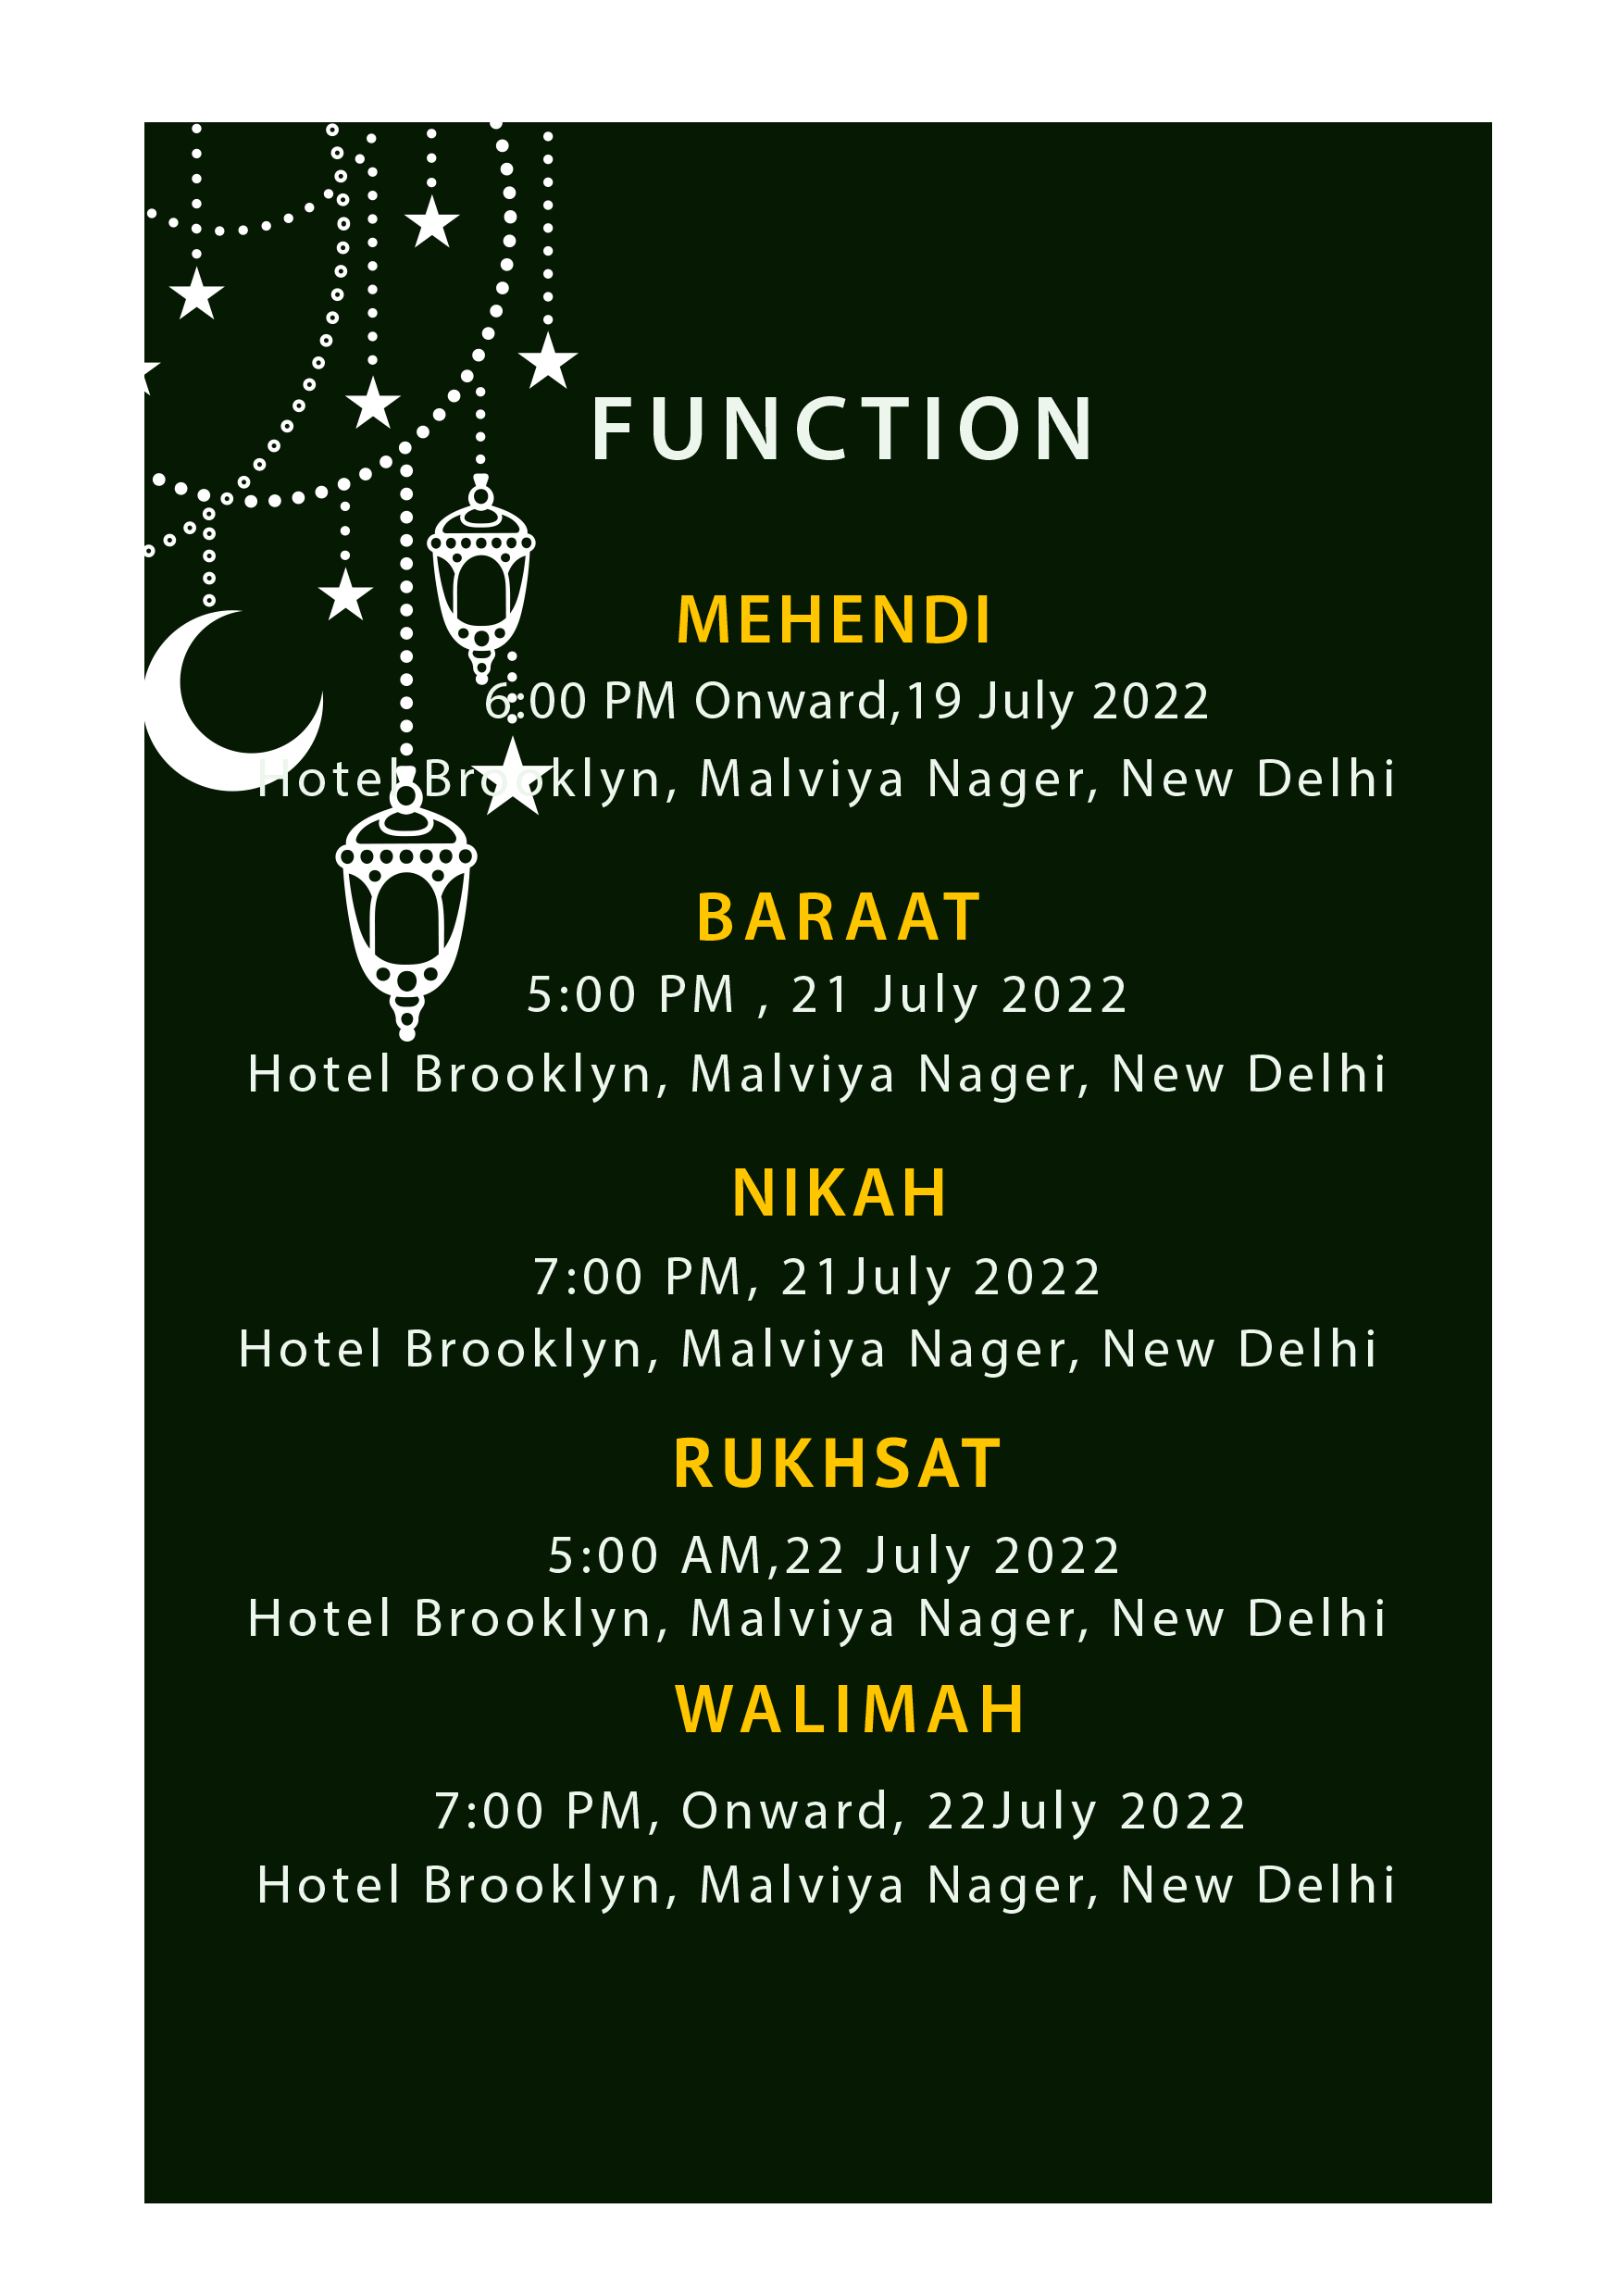 FUNCTION
MEHENDI
6:00 PM Onward,19 July 2022
Hotel Brooklyn, Malviya Nager, New Delhi
BARAAT
5:00 PM , 21 July 2022
Hotel Brooklyn, Malviya Nager, New Delhi
NIKAH
7:00 PM, 21July 2022
Hotel Brooklyn, Malviya Nager, New Delhi
RUKHSAT
5:00 AM,22 July 2022
Hotel Brooklyn, Malviya Nager, New Delhi
WALIMAH
7:00 PM, Onward, 22July 2022
Hotel Brooklyn, Malviya Nager, New Delhi